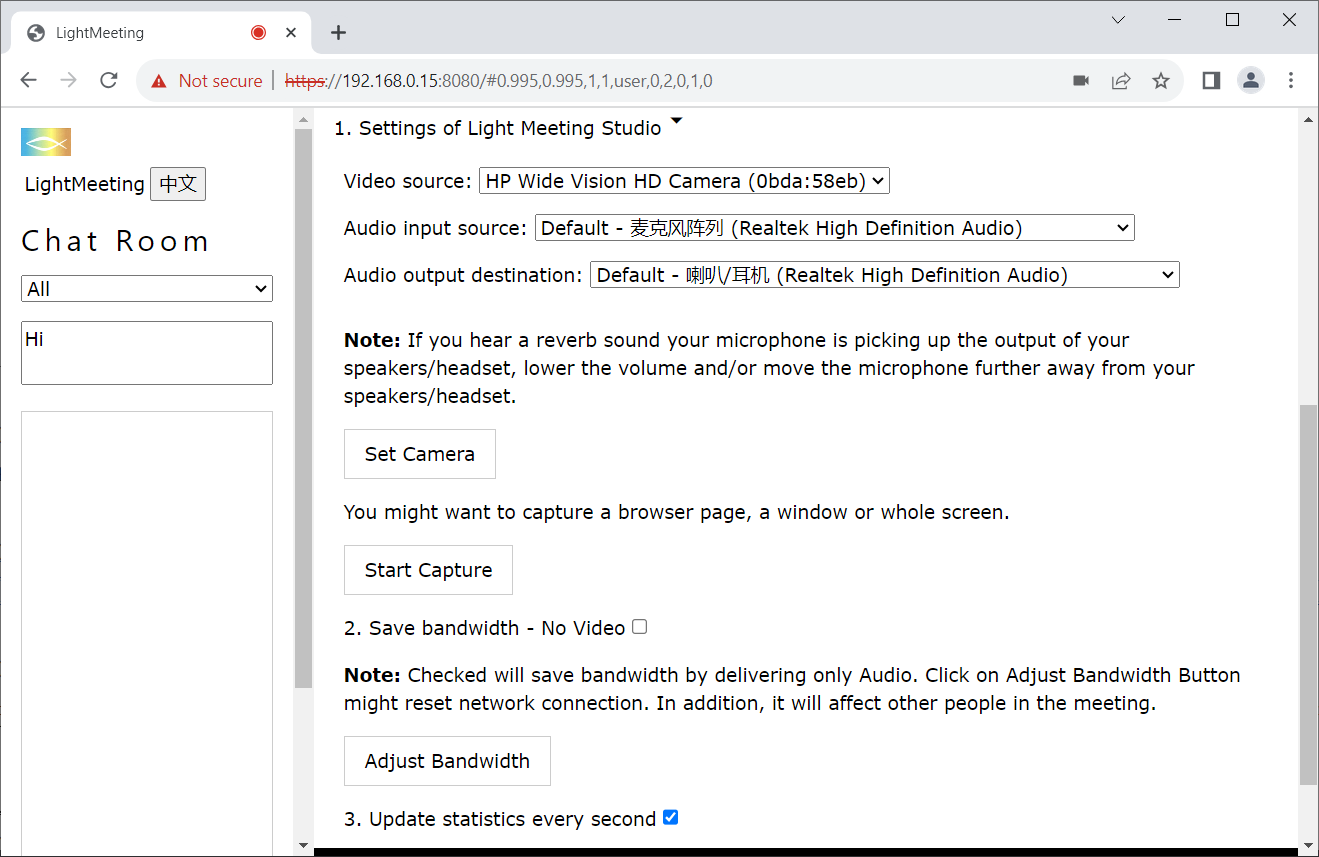 LightMeeting
Not secure | https://192.168.0.15:8080/#0.995,0.995,1,1,user,0,2,0,1,0
LightMeeting 中文
Chat Room
All
Hi
1. Settings of Light Meeting Studio
Video source: HP Wide Vision HD Camera (0bda:58eb)
Audio input source: Default - 麦克风阵列 (Realtek High Definition Audio)
Audio output destination: Default - 喇叭/耳机 (Realtek High Definition Audio)
Note: If you hear a reverb sound your microphone is picking up the output of your
speakers/headset, lower the volume and/or move the microphone further away from your
speakers/headset.
Set Camera
You might want to capture a browser page, a window or whole screen.
Start Capture
2. Save bandwidth - No Video
Note: Checked will save bandwidth by delivering only Audio. Click on Adjust Bandwidth Button
might reset network connection. In addition, it will affect other people in the meeting.
Adjust Bandwidth
3. Update statistics every second